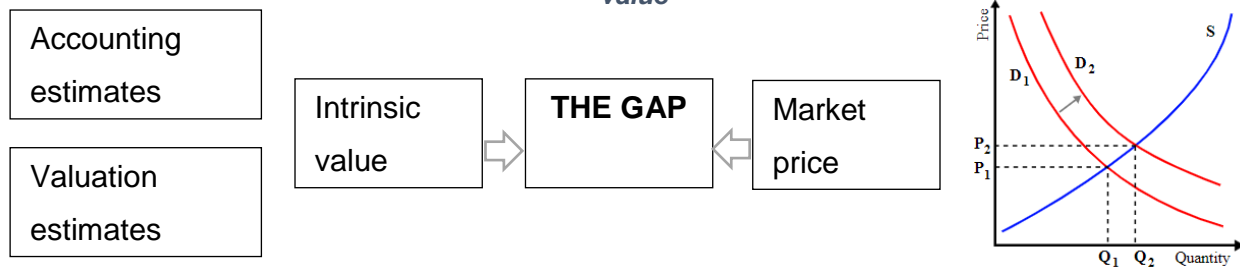 value
Accounting
estimates
Valuation
estimates
Intrinsic
value
THE GAP
Market
price
Price
S
D1
D2
P2
P1
Q1 Q2 Quantity